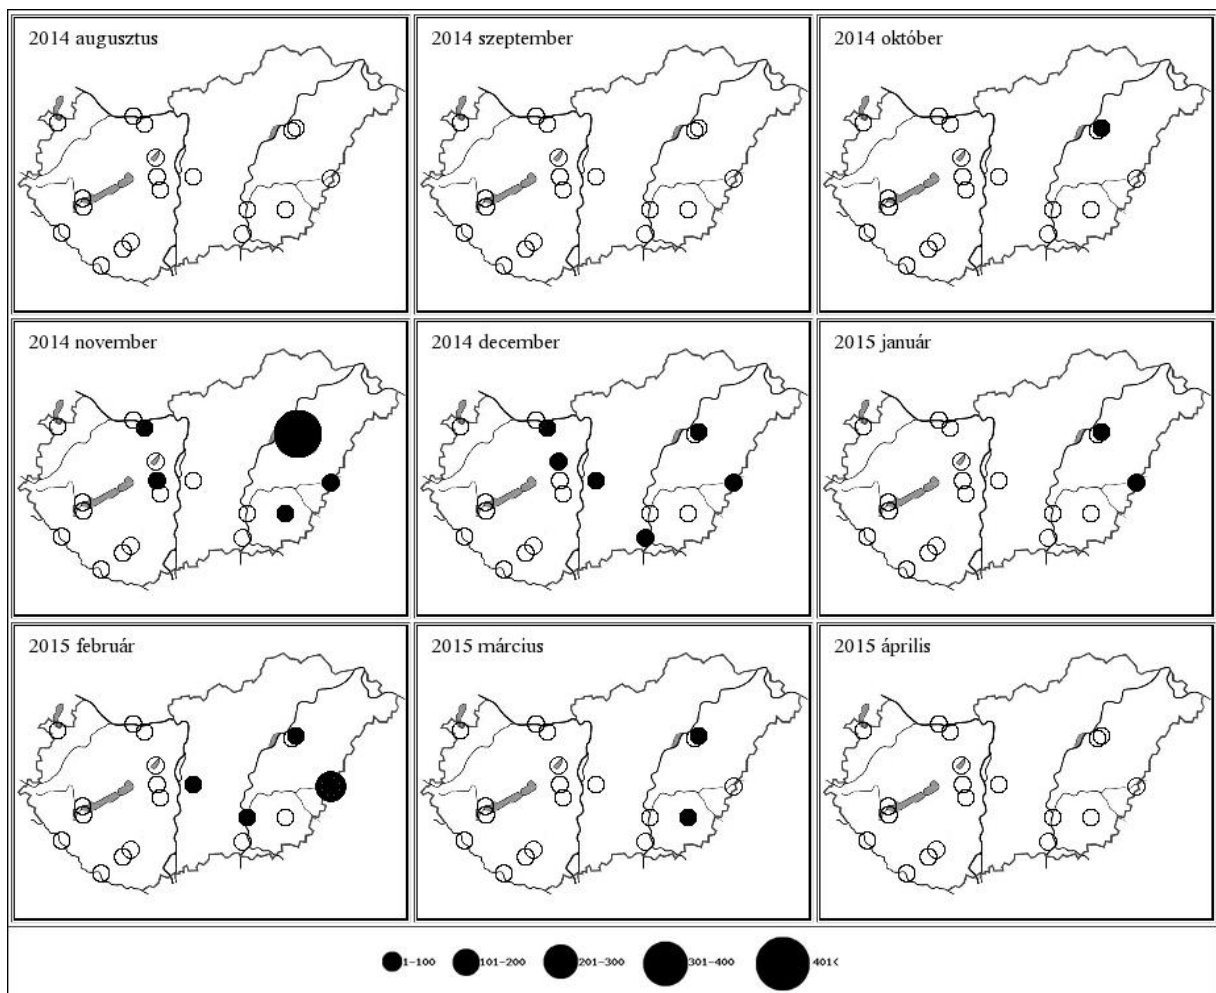 2014 augusztus
2014 szeptember
2014 október
2014 november
2014 december
2015 január
2015 február
2015 március
2015 április
1-100
101-200
201-300
301-400
401<